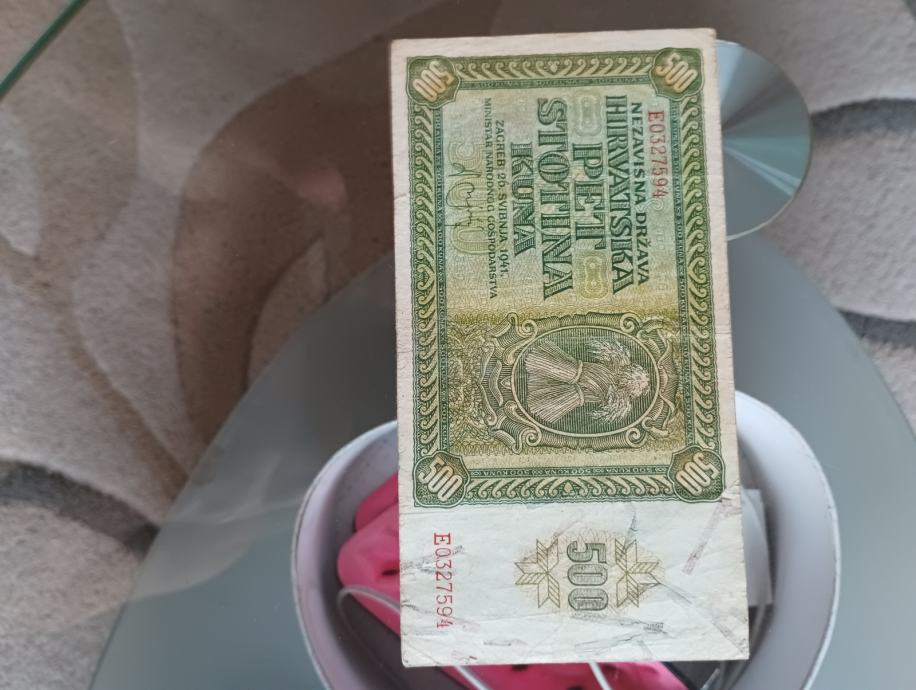 E0327594
NEZAVISNA DRŽAVA
HRVATSKA
PET
STOTINA
KUNA
ZAGREB 26. SVIBNJA 1941.
MINISTAR NARODNOGA GOSPODARSTVA
500
500
500
500
500
E0327594